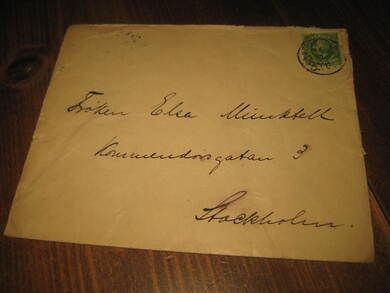 Fröken Elsa Munktell
Kommendörsgatan 3
Stockholm.